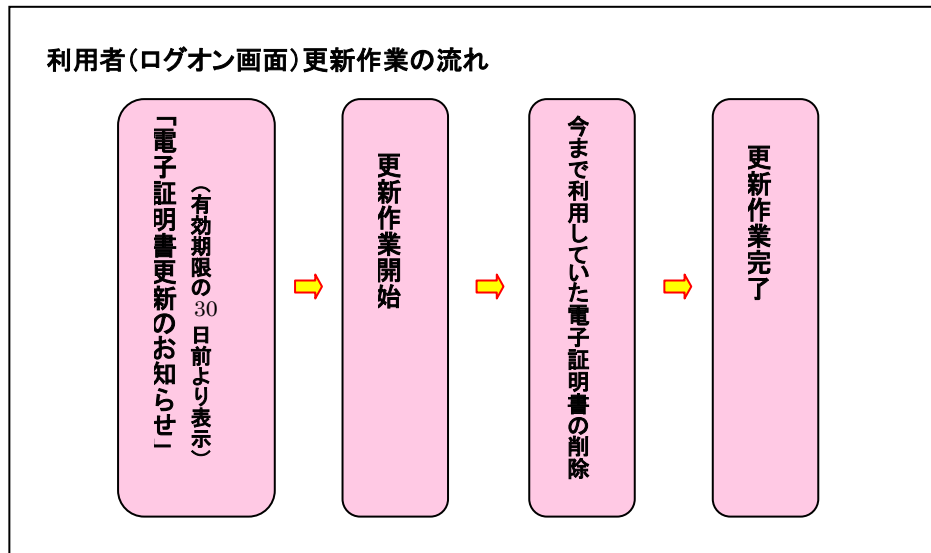 利用者(ログオン画面)更新作業の流れ
「電子証明書更新のお知らせ」
(有効期限の30日前より表示)
更新作業開始
今まで利用していた電子証明書の削除
更新作業完了